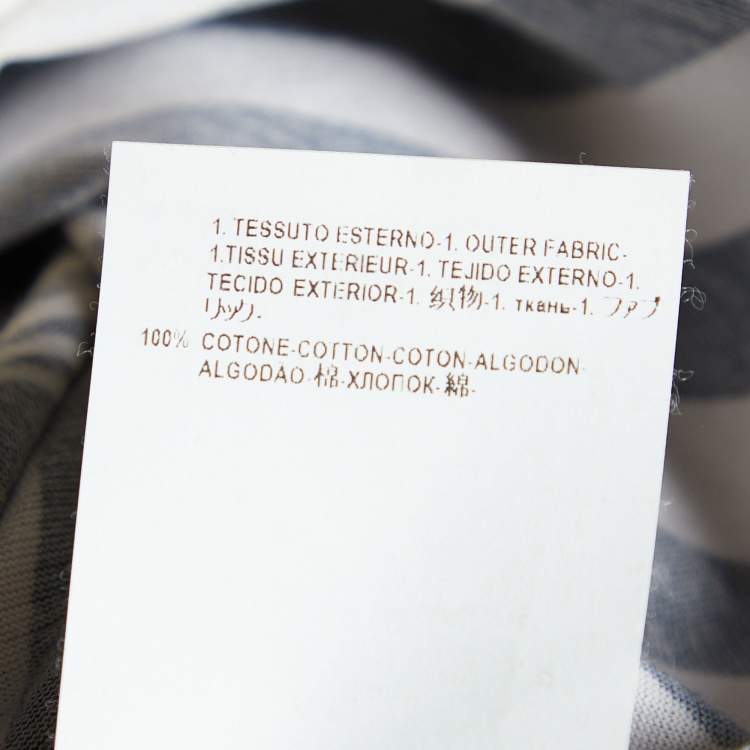 1. TESSUTO ESTERNO-1. OUTER FABRIC-
1.TISSU EXTERIEUR-1. TEJIDO EXTERNO-1.
TECIDO EXTERIOR-1. 织物-1. ткань-1. ファブ
リック.
100% COTONE-COTTON-COTON-ALGODON-
ALGODAO-棉-ХЛОПОК-綿-